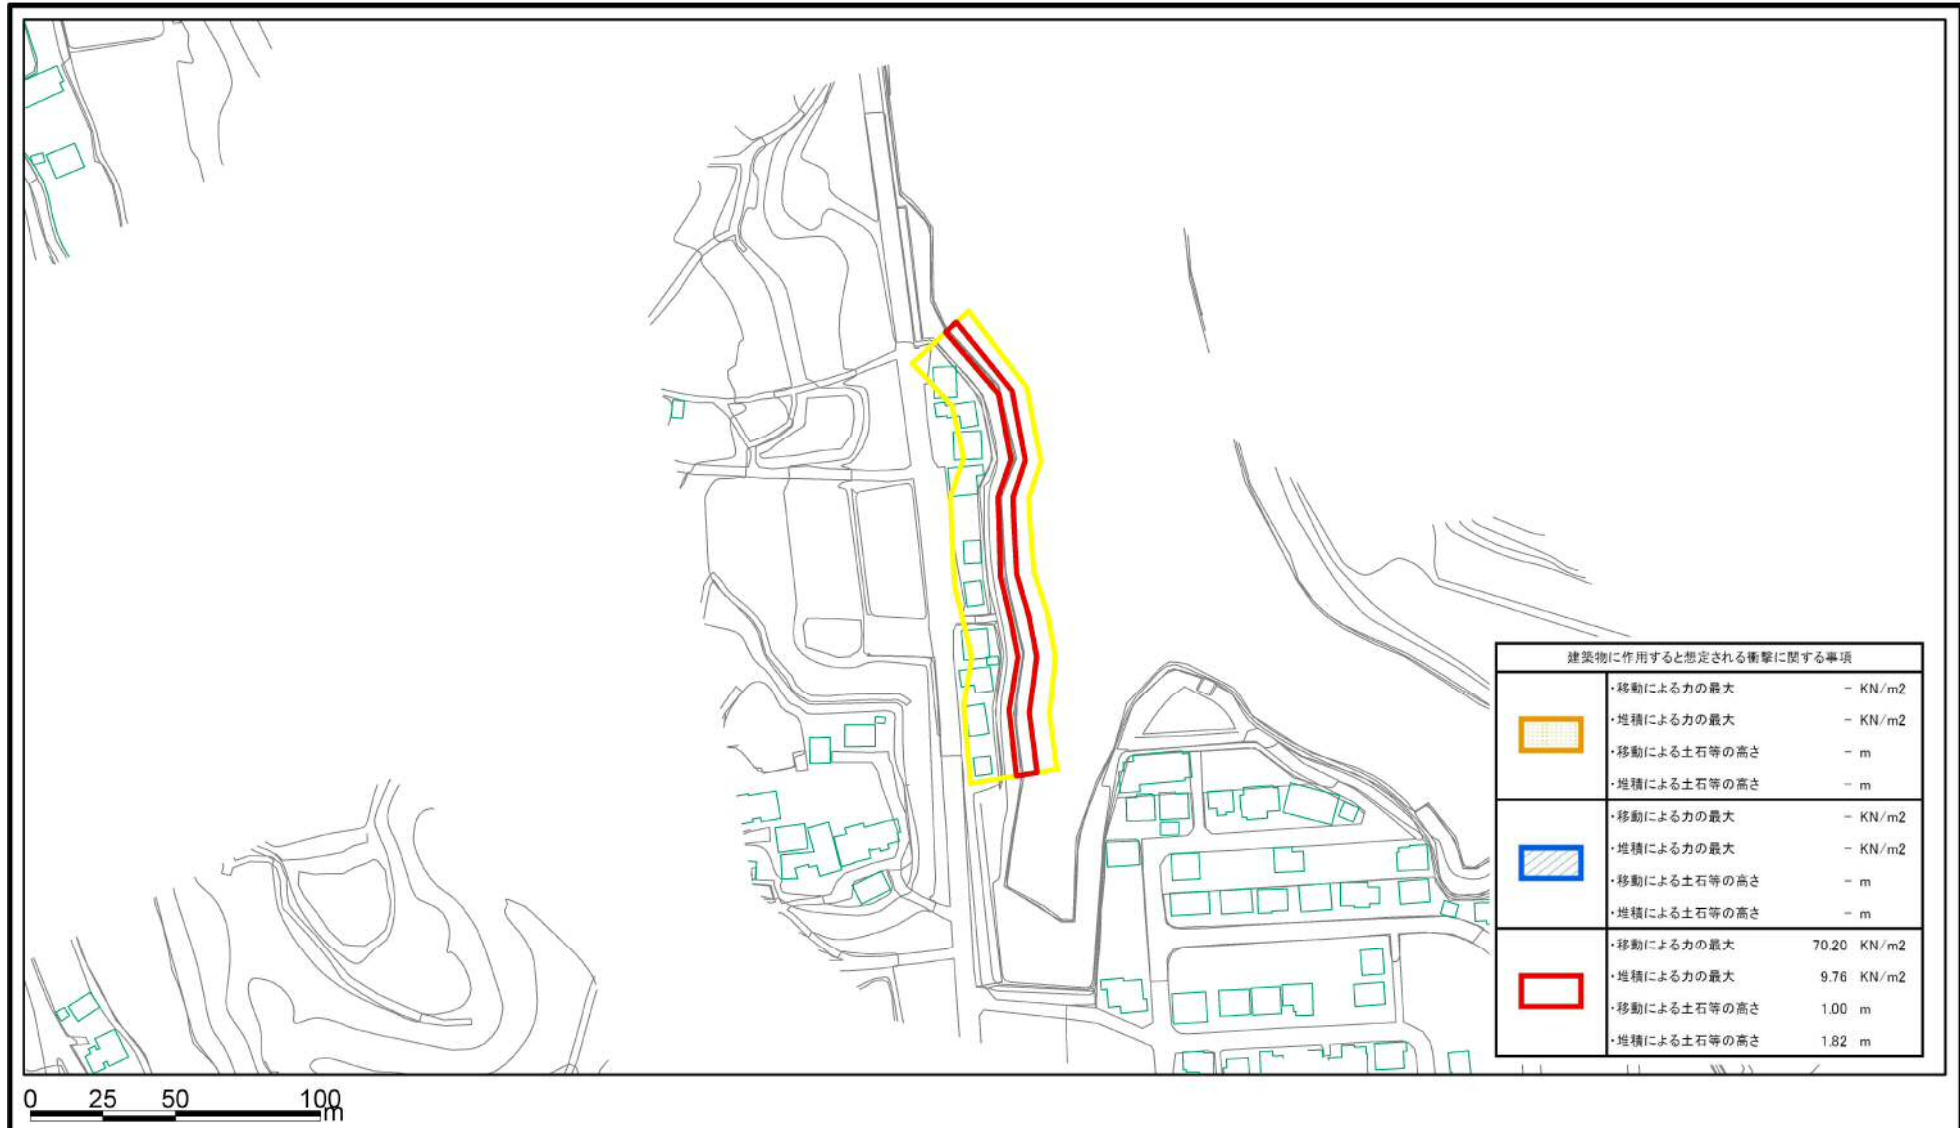 建築物に作用すると想定される衝撃に関する事項
・移動による力の最大 － KN/m2
・堆積による力の最大 － KN/m2
・移動による土石等の高さ － m
・堆積による土石等の高さ － m
・移動による力の最大 － KN/m2
・堆積による力の最大 － KN/m2
・移動による土石等の高さ － m
・堆積による土石等の高さ － m
・移動による力の最大 70.20 KN/m2
・堆積による力の最大 9.76 KN/m2
・移動による土石等の高さ 1.00 m
・堆積による土石等の高さ 1.82 m
0 25 50 100 m